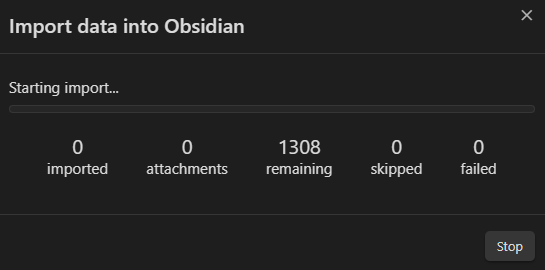 Import data into Obsidian
Starting import...
0 0 1308 0 0
imported attachments remaining skipped failed
Stop